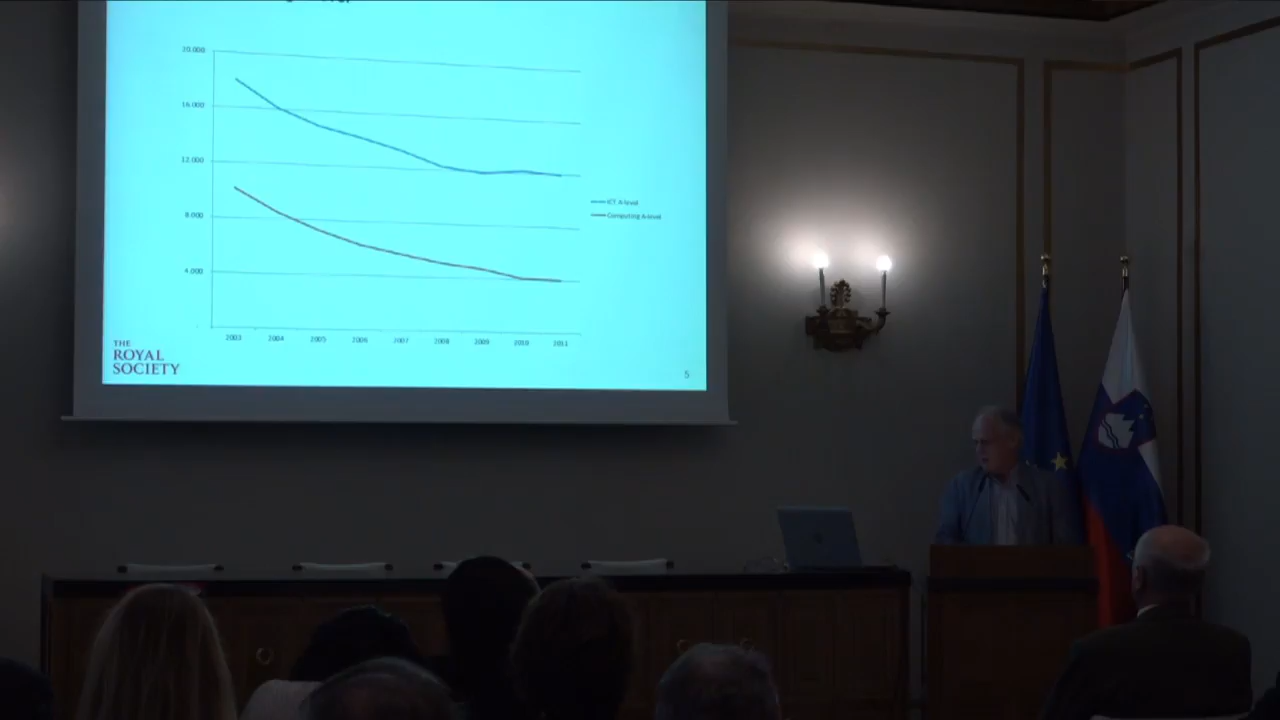 20.000
16.000
12.000
8.000
4.000
-
2003 2004 2005 2006 2007 2008 2009 2010 2011
ICT A-level
Computing A-level
THE
ROYAL
SOCIETY
5